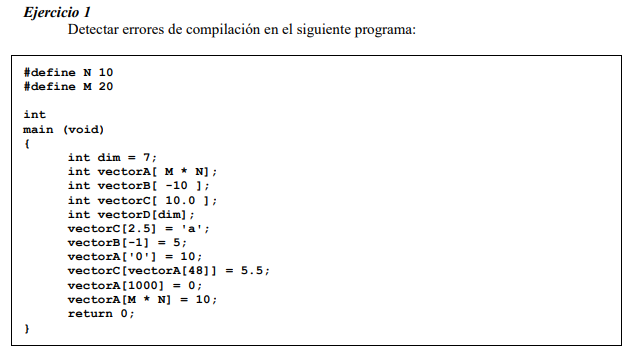 Ejercicio 1
Detectar errores de compilación en el siguiente programa:
#define N 10
#define M 20
int
main (void)
{
int dim = 7;
int vectorA[ M * N];
int vectorB[ -10 ];
int vectorC[ 10.0 ];
int vectorD[dim];
vectorC[2.5] = 'a';
vectorB[-1] = 5;
vectorA['0'] = 10;
vectorC[vectorA[48]] = 5.5;
vectorA[1000] = 0;
vectorA[M * N] = 10;
return 0;
}